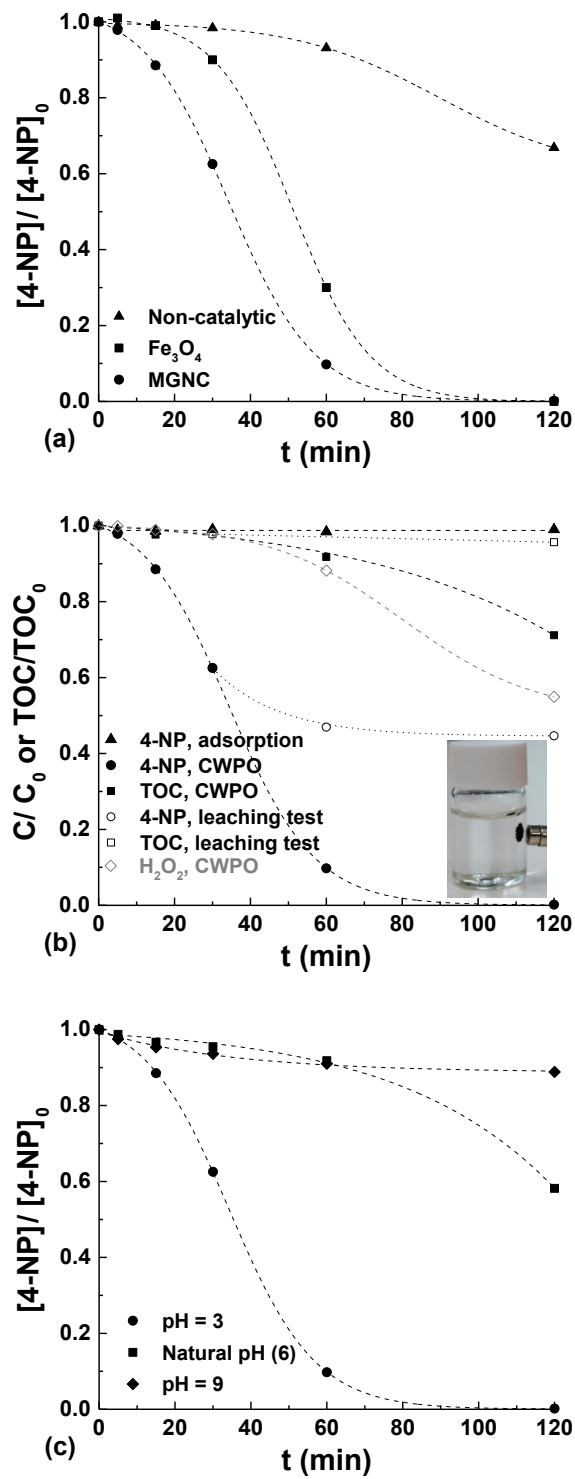 1.0
0.8
0.6
0.4
0.2
0.0
[4-NP]/ [4-NP]₀
Non-catalytic
Fe₃O₄
MGNC
0 20 40 60 80 100 120
(a)
t (min)
1.0
0.8
0.6
0.4
0.2
0.0
C/ C₀ or TOC/TOC₀
4-NP, adsorption
4-NP, CWPO
TOC, CWPO
4-NP, leaching test
TOC, leaching test
H₂O₂, CWPO
0 20 40 60 80 100 120
(b)
t (min)
1.0
0.8
0.6
0.4
0.2
0.0
[4-NP]/ [4-NP]₀
pH = 3
Natural pH (6)
pH = 9
0 20 40 60 80 100 120
(c)
t (min)